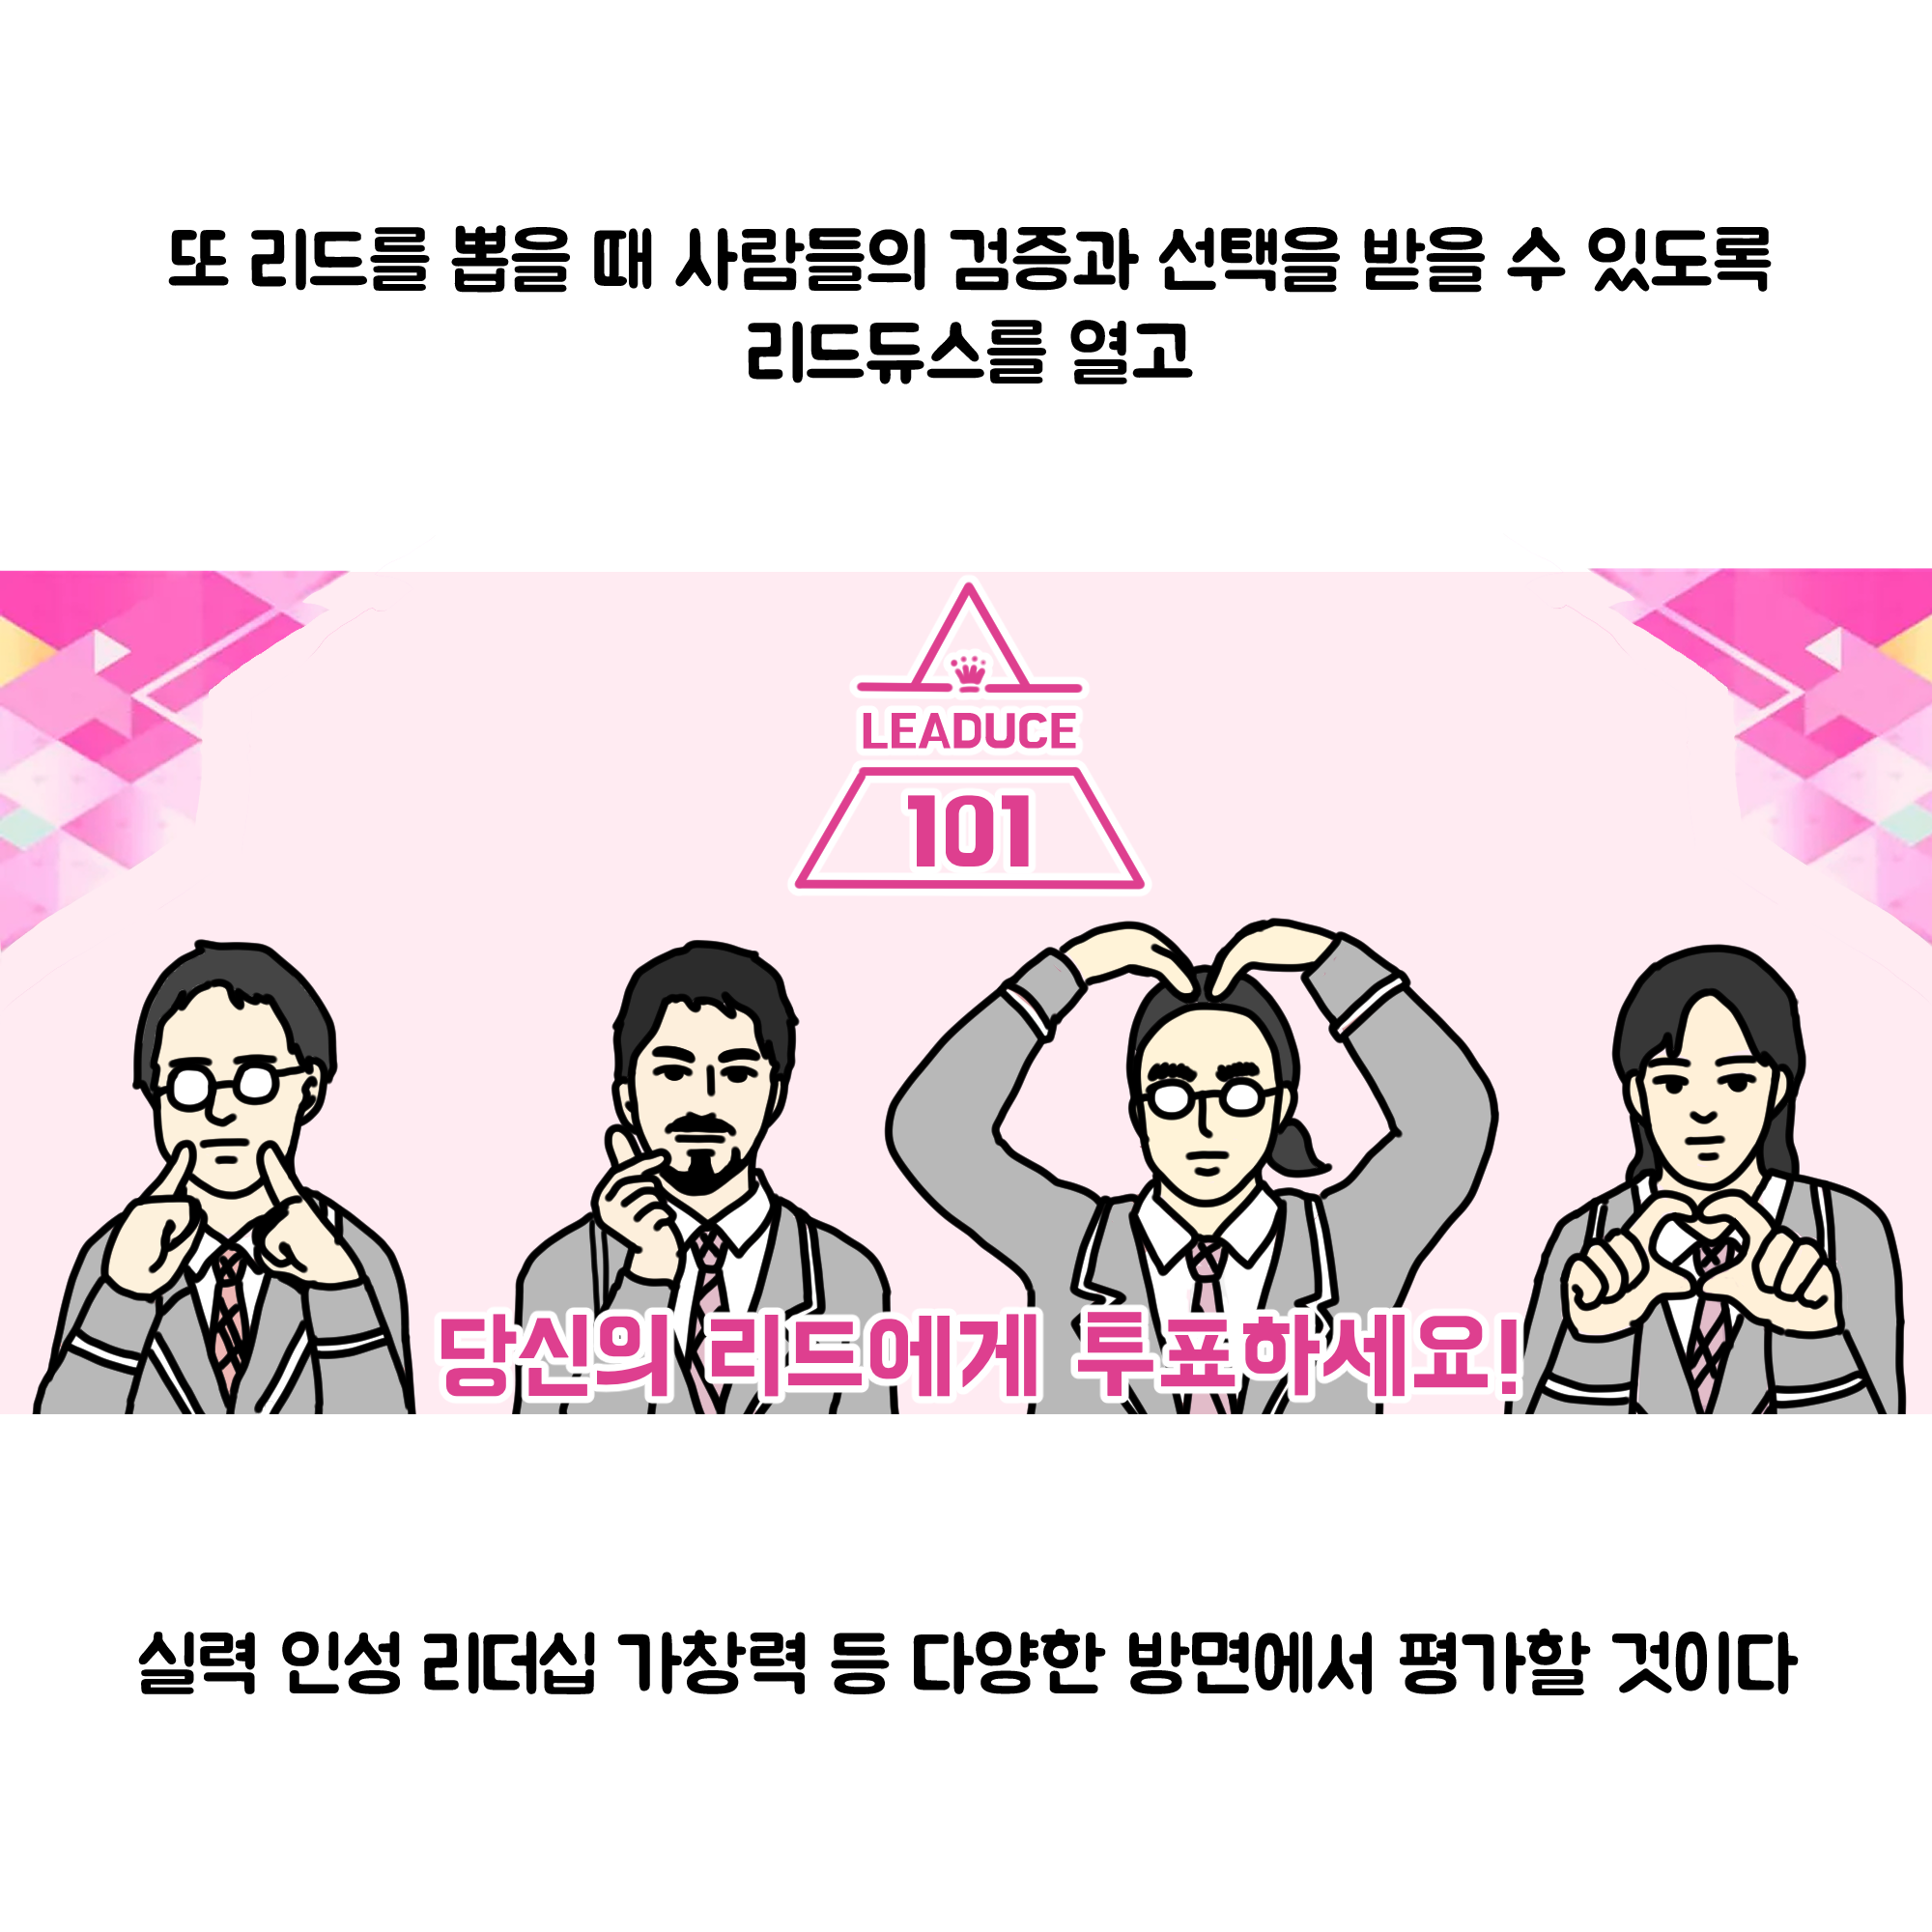 또 리드를 뽑을 때 사람들의 검증과 선택을 받을 수 있도록
리드듀스를 열고
LEADUCE
101
당신의 리드에게 투표하세요!
실력 인성 리더십 가창력 등 다양한 방면에서 평가할 것이다